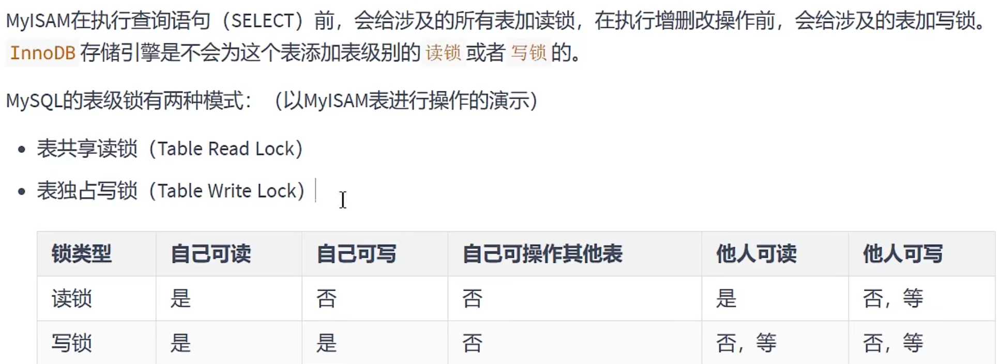 MyISAM在执行查询语句（SELECT）前，会给涉及的所有表加读锁，在执行增删改操作前，会给涉及的表加写锁。
InnoDB 存储引擎是不会为这个表添加表级别的 读锁 或者 写锁 的。
MySQL的表级锁有两种模式：（以MyISAM表进行操作的演示）
• 表共享读锁（Table Read Lock）
• 表独占写锁（Table Write Lock）
锁类型 自己可读 自己可写 自己可操作其他表 他人可读 他人可写
读锁 是 否 否 是 否，等
写锁 是 是 否 否，等 否，等